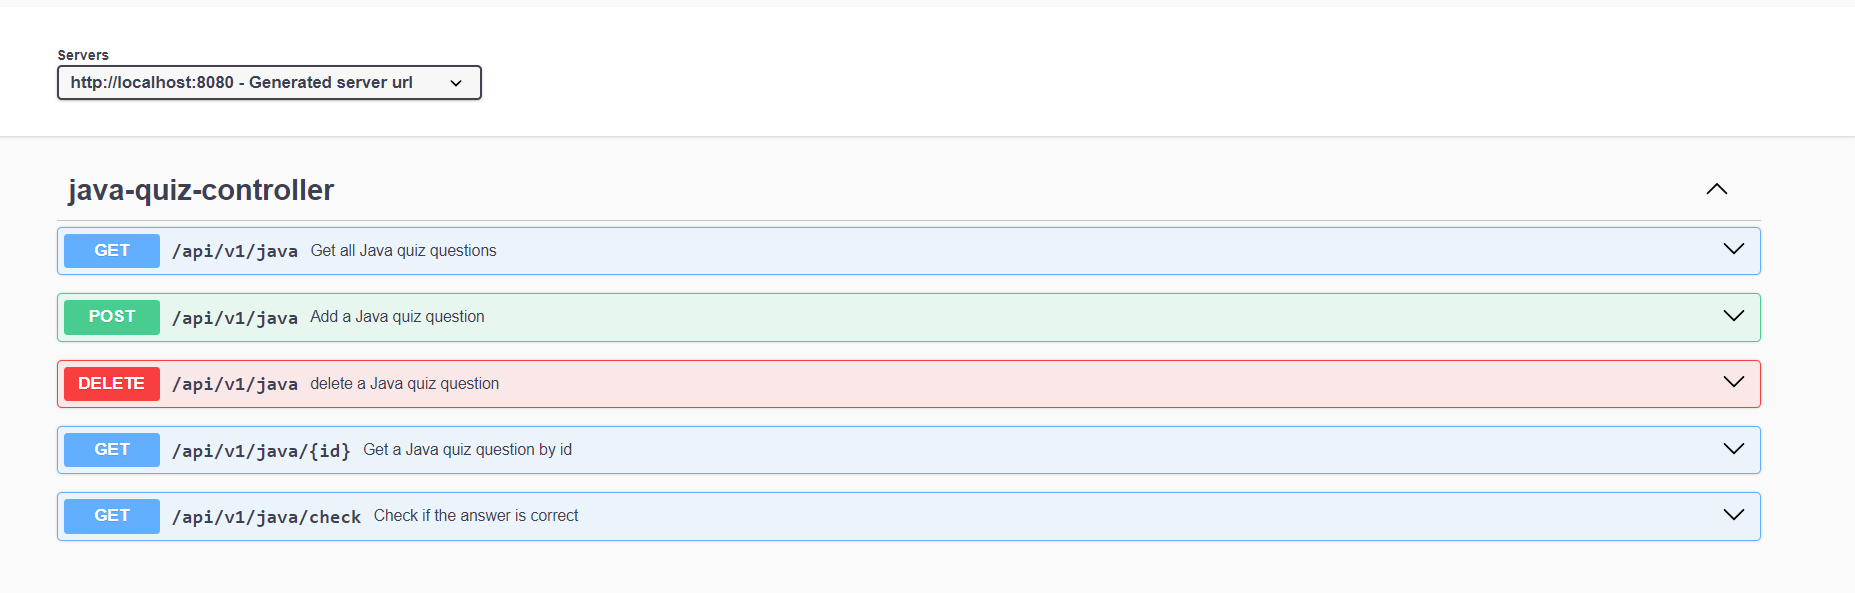 Servers
http://localhost:8080 - Generated server url
java-quiz-controller
GET /api/v1/java Get all Java quiz questions
POST /api/v1/java Add a Java quiz question
DELETE /api/v1/java delete a Java quiz question
GET /api/v1/java/{id} Get a Java quiz question by id
GET /api/v1/java/check Check if the answer is correct